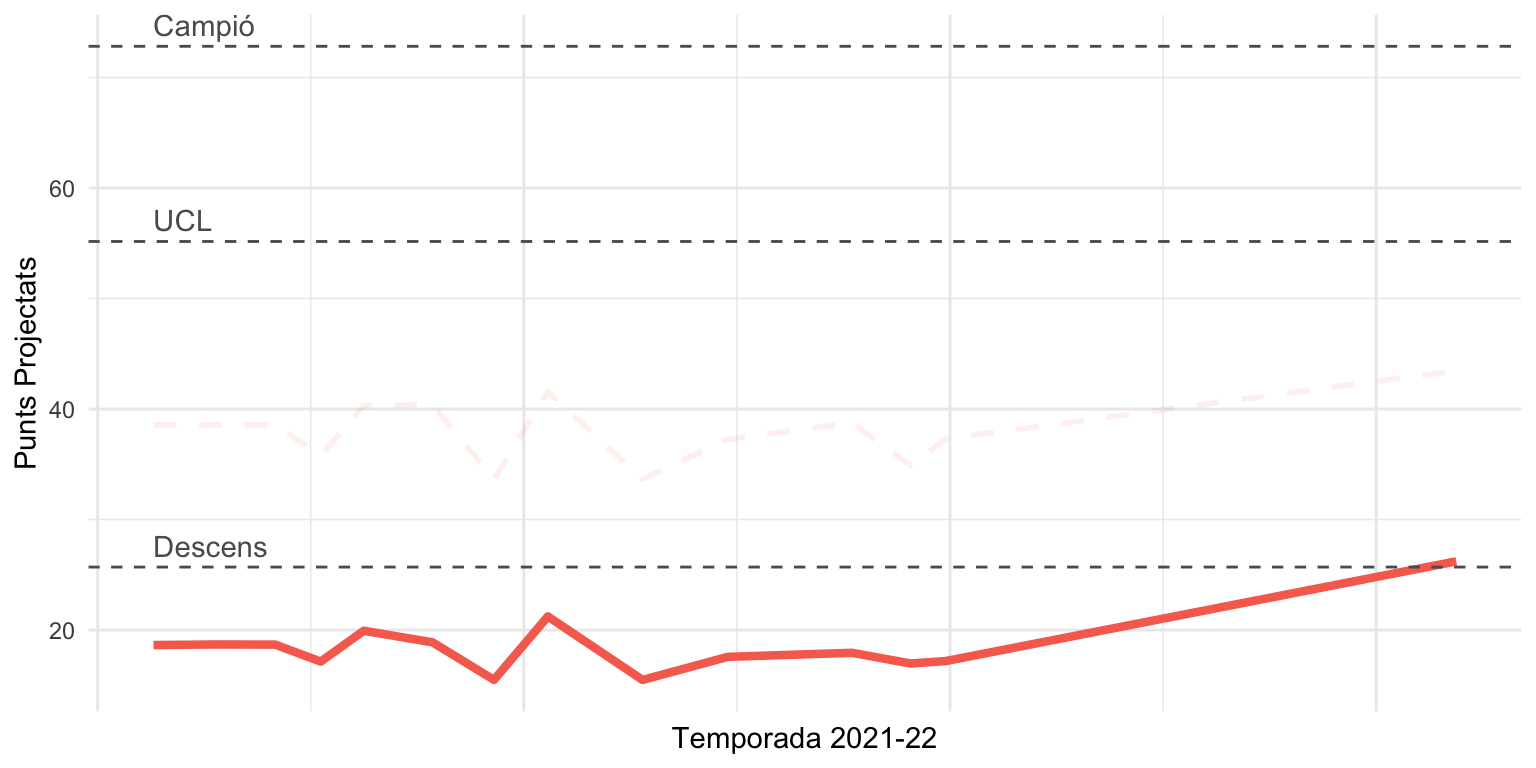 Campió
60
UCL
Punts Projectats
40
Descens
20
Temporada 2021-22